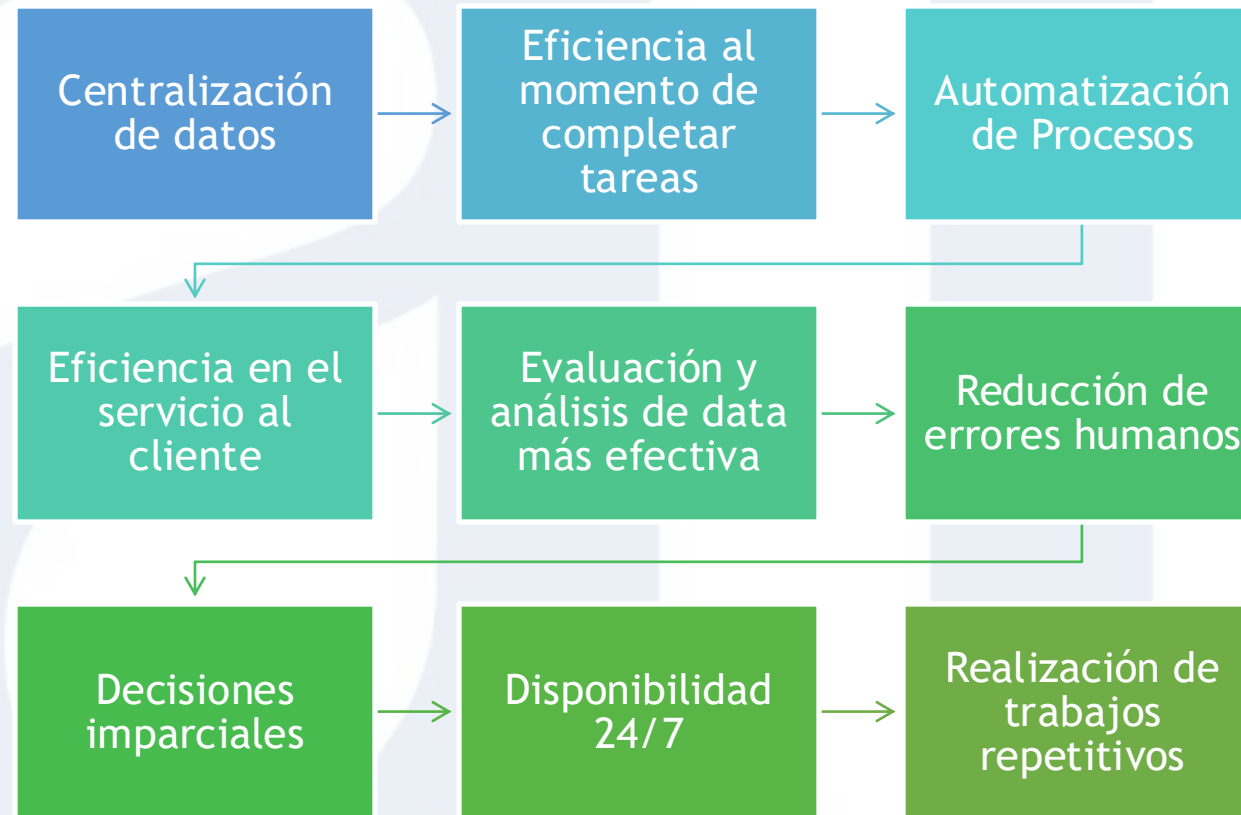 Centralización
de datos
Eficiencia al
momento de
completar
tareas
Automatización
de Procesos
Eficiencia en el
servicio al
cliente
Evaluación y
análisis de data
más efectiva
Reducción de
errores humanos
Decisiones
imparciales
Disponibilidad
24/7
Realización de
trabajos
repetitivos